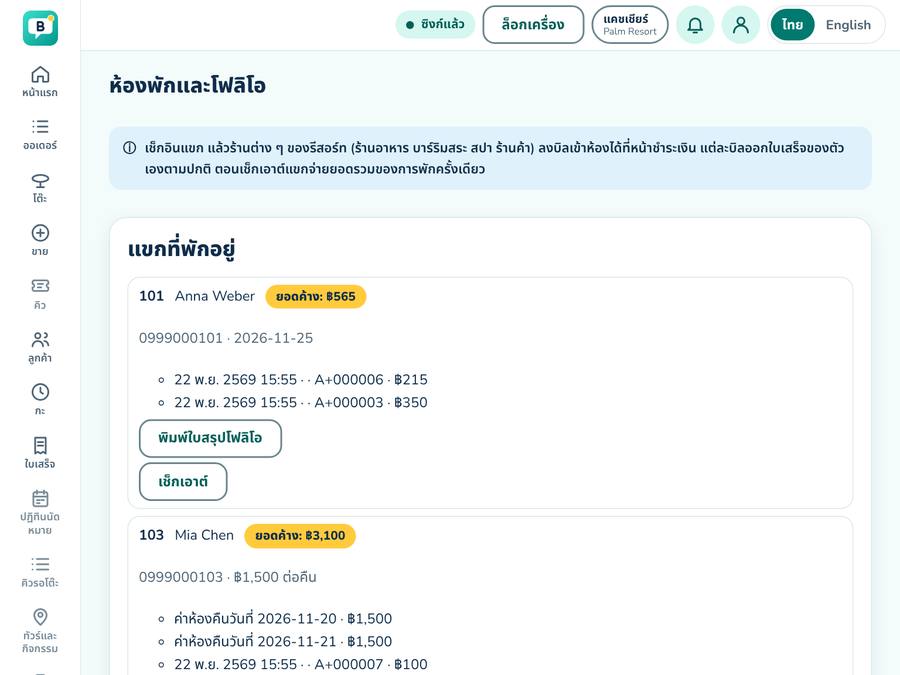 B
ซิงก์แล้ว
ล็อกเครื่อง
แคชเชียร์
Palm Resort
ไทย
English
หน้าแรก
ออเดอร์
โต๊ะ
ขาย
คิว
ลูกค้า
กะ
ใบเสร็จ
ปฏิทินนัด
หมาย
คิวรอโต๊ะ
ทัวร์และ
กิจกรรม
ห้องพักและโฟลิโอ
เช็กอินแขก แล้วร้านต่าง ๆ ของรีสอร์ท (ร้านอาหาร บาร์ริมสระ สปา ร้านค้า) ลงบิลเข้าห้องได้ที่หน้าชำระเงิน แต่ละบิลออกใบเสร็จของตัว
เองตามปกติ ตอนเช็กเอาต์แขกจ่ายยอดรวมของการพักครั้งเดียว
แขกที่พักอยู่
101 Anna Weber ยอดค้าง: ฿565
0999000101 · 2026-11-25
22 พ.ย. 2569 15:55 · · A+000006 · ฿215
22 พ.ย. 2569 15:55 · · A+000003 · ฿350
พิมพ์ใบสรุปโฟลิโอ
เช็กเอาต์
103 Mia Chen ยอดค้าง: ฿3,100
0999000103 · ฿1,500 ต่อคืน
ค่าห้องคืนวันที่ 2026-11-20 · ฿1,500
ค่าห้องคืนวันที่ 2026-11-21 · ฿1,500
22 พ.ย. 2569 15:55 · · A+000007 · ฿100